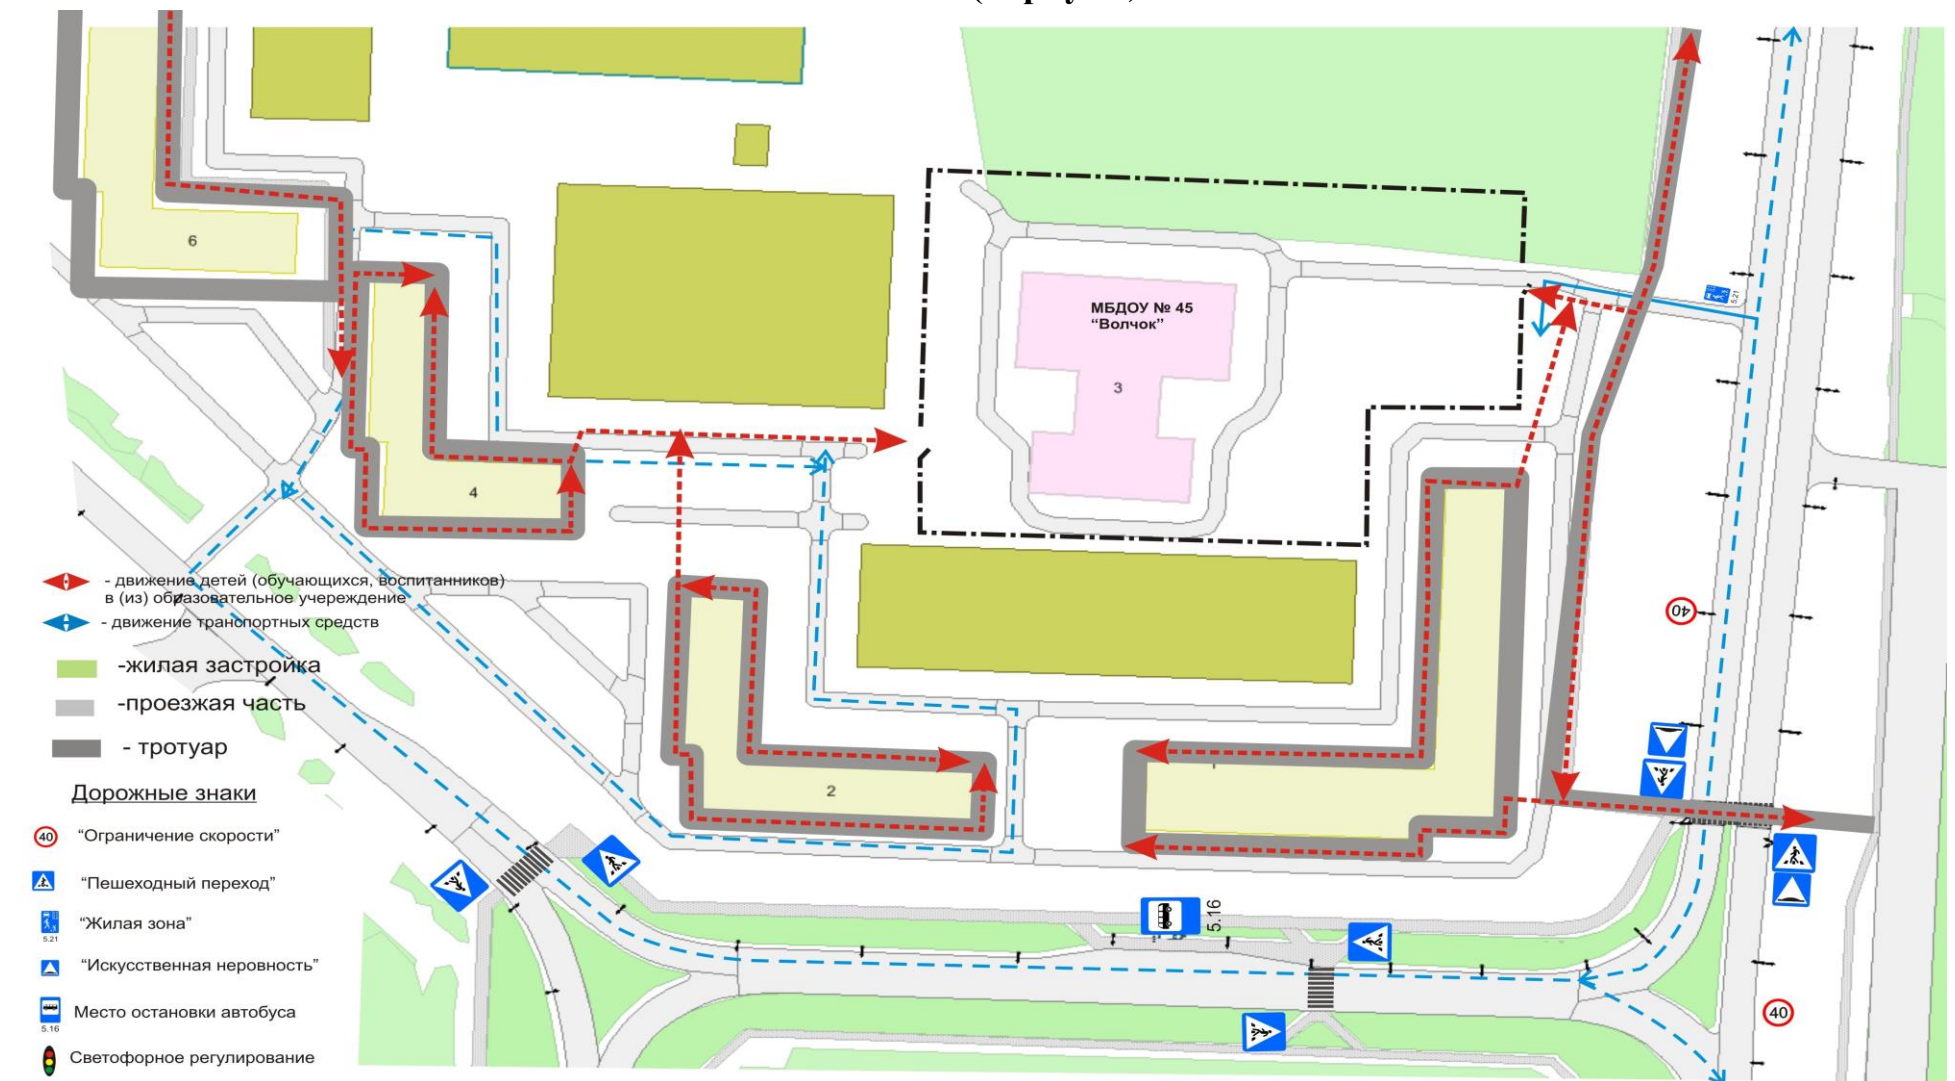 6
МБДОУ № 45
“Волчок”
5.21
3
4
- движение детей (обучающихся, воспитанников)
в (из) образовательное учереждение
- движение транспортных средств
40
-жилая застройка
-проезжая часть
- тротуар
2
Дорожные знаки
40 “Ограничение скорости”
“Пешеходный переход”
5.16
“Жилая зона”
5.21
“Искусственная неровность”
Место остановки автобуса
40
5.16
Светофорное регулирование